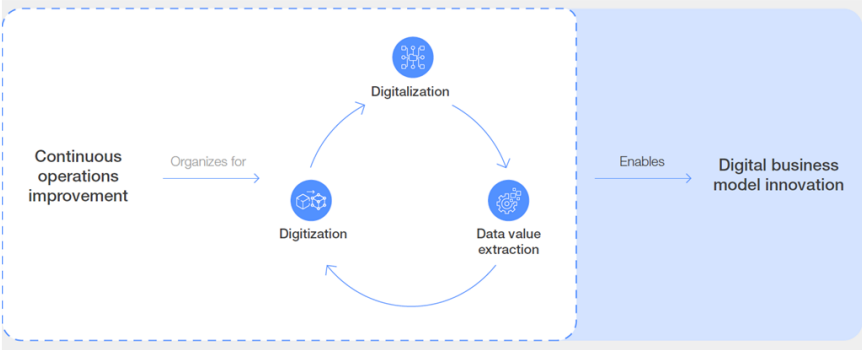 Digitalization
Continuous
operations
improvement
Organizes for
Digitization
Data value
extraction
Enables
Digital business
model innovation